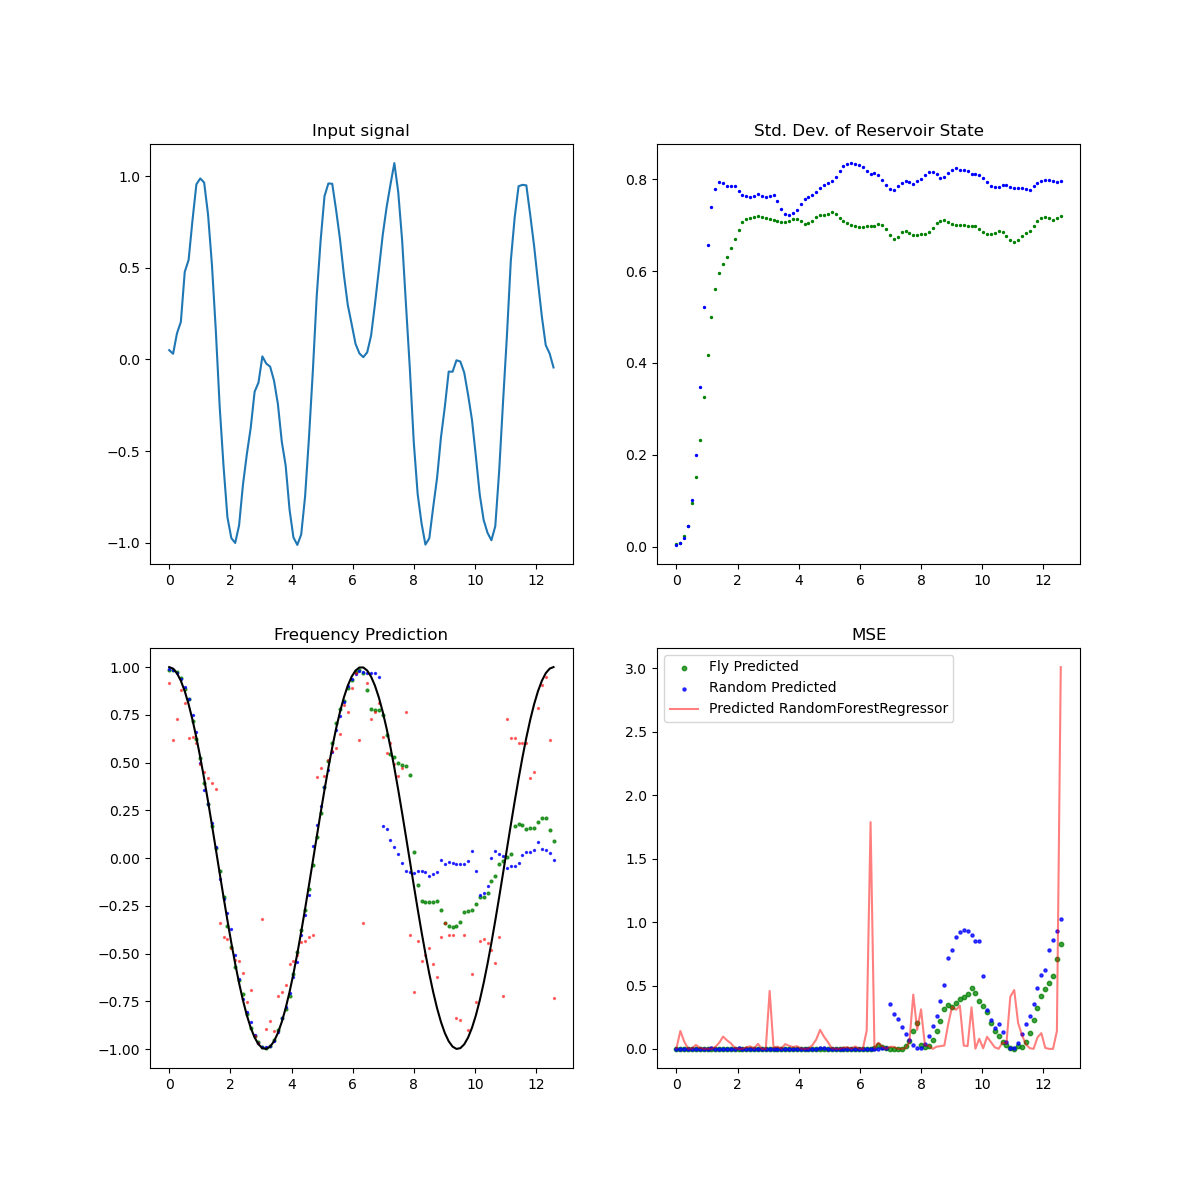 Input signal
1.0
0.5
0.0
−0.5
−1.0
0 2 4 6 8 10 12
Std. Dev. of Reservoir State
0.8
0.6
0.4
0.2
0.0
0 2 4 6 8 10 12
Frequency Prediction
1.00
0.75
0.50
0.25
0.00
−0.25
−0.50
−0.75
−1.00
0 2 4 6 8 10 12
MSE
Fly Predicted
Random Predicted
Predicted RandomForestRegressor
3.0
2.5
2.0
1.5
1.0
0.5
0.0
0 2 4 6 8 10 12